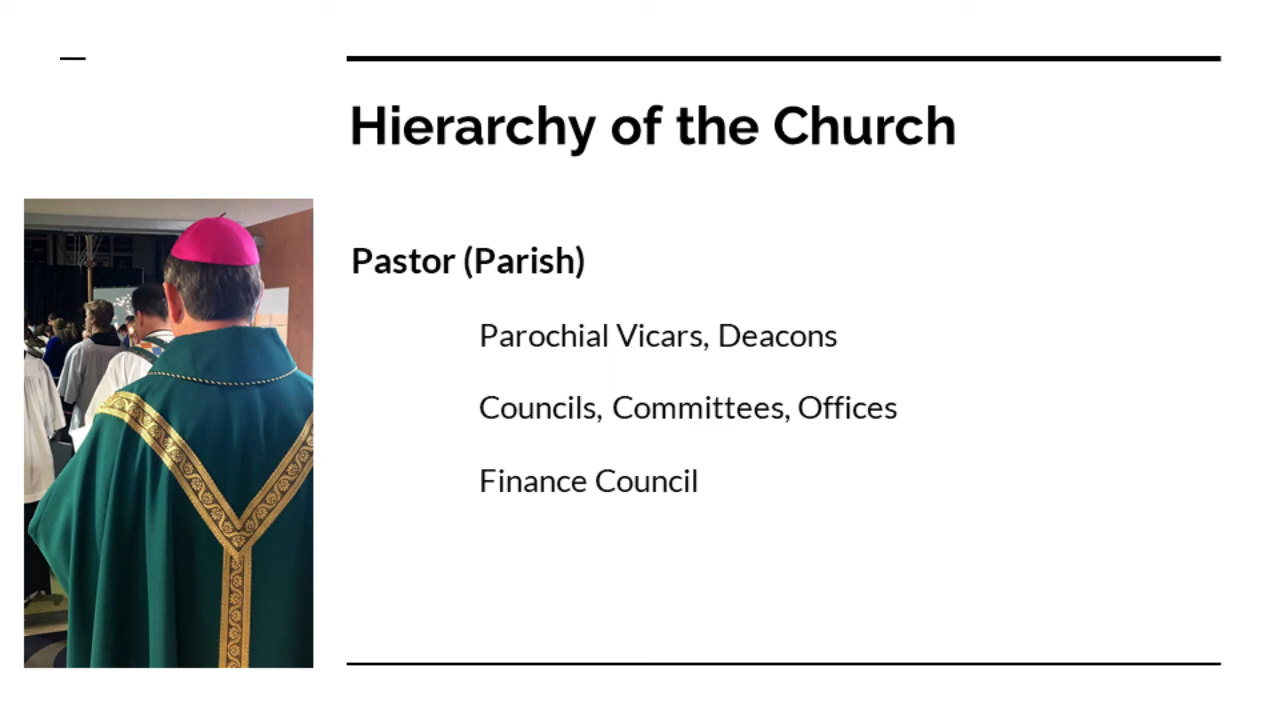 Hierarchy of the Church
Pastor (Parish)
Parochial Vicars, Deacons
Councils, Committees, Offices
Finance Council